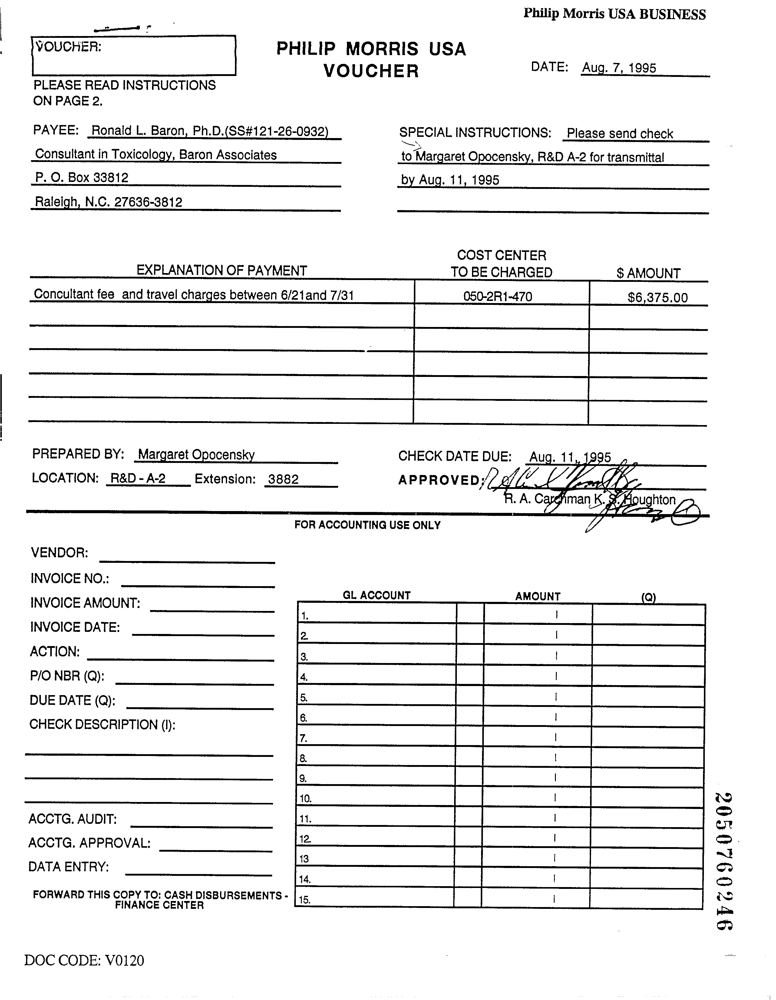 Philip Morris USA BUSINESS
VOUCHER:
PHILIP MORRIS USA
VOUCHER
DATE: Aug. 7, 1995
PLEASE READ INSTRUCTIONS
ON PAGE 2.
PAYEE: Ronald L. Baron, Ph.D.(SS#121-26-0932)
Consultant in Toxicology, Baron Associates
P. O. Box 33812
Raleigh, N.C. 27636-3812
SPECIAL INSTRUCTIONS: Please send check
to Margaret Opocensky, R&D A-2 for transmittal
by Aug. 11, 1995
EXPLANATION OF PAYMENT COST CENTER TO BE CHARGED $ AMOUNT
Concultant fee and travel charges between 6/21and 7/31 050-2R1-470 $6,375.00
PREPARED BY: Margaret Opocensky
LOCATION: R&D - A-2 Extension: 3882
CHECK DATE DUE: Aug. 11, 1995
APPROVED:
R. A. Carchman K. S. Houghton
FOR ACCOUNTING USE ONLY
VENDOR:
INVOICE NO.:
INVOICE AMOUNT:
INVOICE DATE:
ACTION:
P/O NBR (Q):
DUE DATE (Q):
CHECK DESCRIPTION (I):
ACCTG. AUDIT:
ACCTG. APPROVAL:
DATA ENTRY:
FORWARD THIS COPY TO: CASH DISBURSEMENTS -
FINANCE CENTER
GL ACCOUNT AMOUNT (Q)
1.
2.
3.
4.
5.
6.
7.
8.
9.
10.
11.
12.
13
14.
15.
2050760246
DOC CODE: V0120